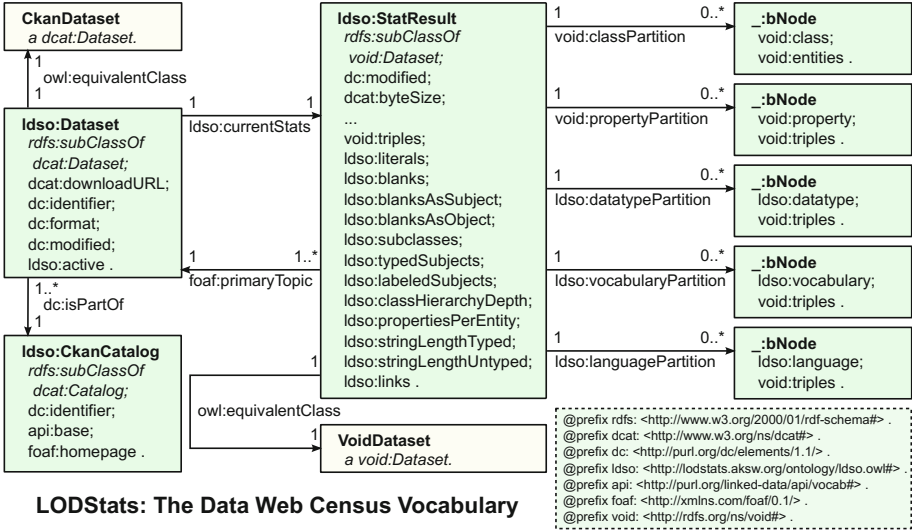 CkanDataset
a dcat:Dataset.
1
owl:equivalentClass
1
ldso:Dataset
rdfs:subClassOf
dcat:Dataset;
dcat:downloadURL;
dc:identifier;
dc:format;
dc:modified;
ldso:active .
1..*
dc:isPartOf
1
ldso:CkanCatalog
rdfs:subClassOf
dcat:Catalog;
dc:identifier;
api:base;
foaf:homepage .
1 1
ldso:currentStats
1 1..*
foaf:primaryTopic
ldso:StatResult
rdfs:subClassOf
void:Dataset;
dc:modified;
dcat:byteSize;
...
void:triples;
ldso:literals;
ldso:blanks;
ldso:blanksAsSubject;
ldso:blanksAsObject;
ldso:subclasses;
ldso:typedSubjects;
ldso:labeledSubjects;
ldso:classHierarchyDepth;
ldso:propertiesPerEntity;
ldso:stringLengthTyped;
ldso:stringLengthUntyped;
ldso:links .
1
owl:equivalentClass
1
VoidDataset
a void:Dataset.
1 0..*
void:classPartition
_:bNode
void:class;
void:entities .
1 0..*
void:propertyPartition
_:bNode
void:property;
void:triples .
1 0..*
ldso:datatypePartition
_:bNode
ldso:datatype;
void:triples .
1 0..*
ldso:vocabularyPartition
_:bNode
ldso:vocabulary;
void:triples .
1 0..*
ldso:languagePartition
_:bNode
ldso:language;
void:triples .
@prefix rdfs: <http://www.w3.org/2000/01/rdf-schema#> .
@prefix dcat: <http://www.w3.org/ns/dcat#> .
@prefix dc: <http://purl.org/dc/elements/1.1/> .
@prefix ldso: <http://lodstats.aksw.org/ontology/ldso.owl#> .
@prefix api: <http://purl.org/linked-data/api/vocab#> .
@prefix foaf: <http://xmlns.com/foaf/0.1/> .
@prefix void: <http://rdfs.org/ns/void#> .
LODStats: The Data Web Census Vocabulary